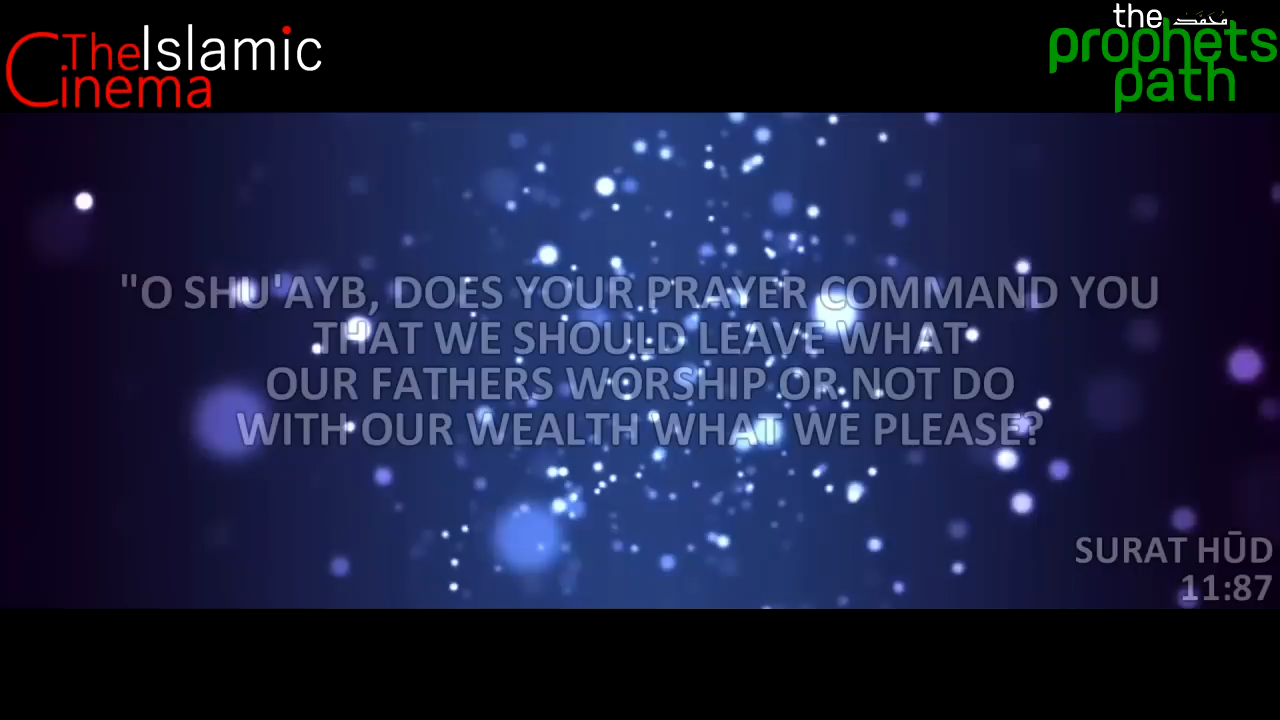 TheIslamic
Cinema
the مُحَمَّد
prophets
path
"O SHU'AYB, DOES YOUR PRAYER COMMAND YOU
THAT WE SHOULD LEAVE WHAT
OUR FATHERS WORSHIP OR NOT DO
WITH OUR WEALTH WHAT WE PLEASE?
SURAT HŪD
11:87